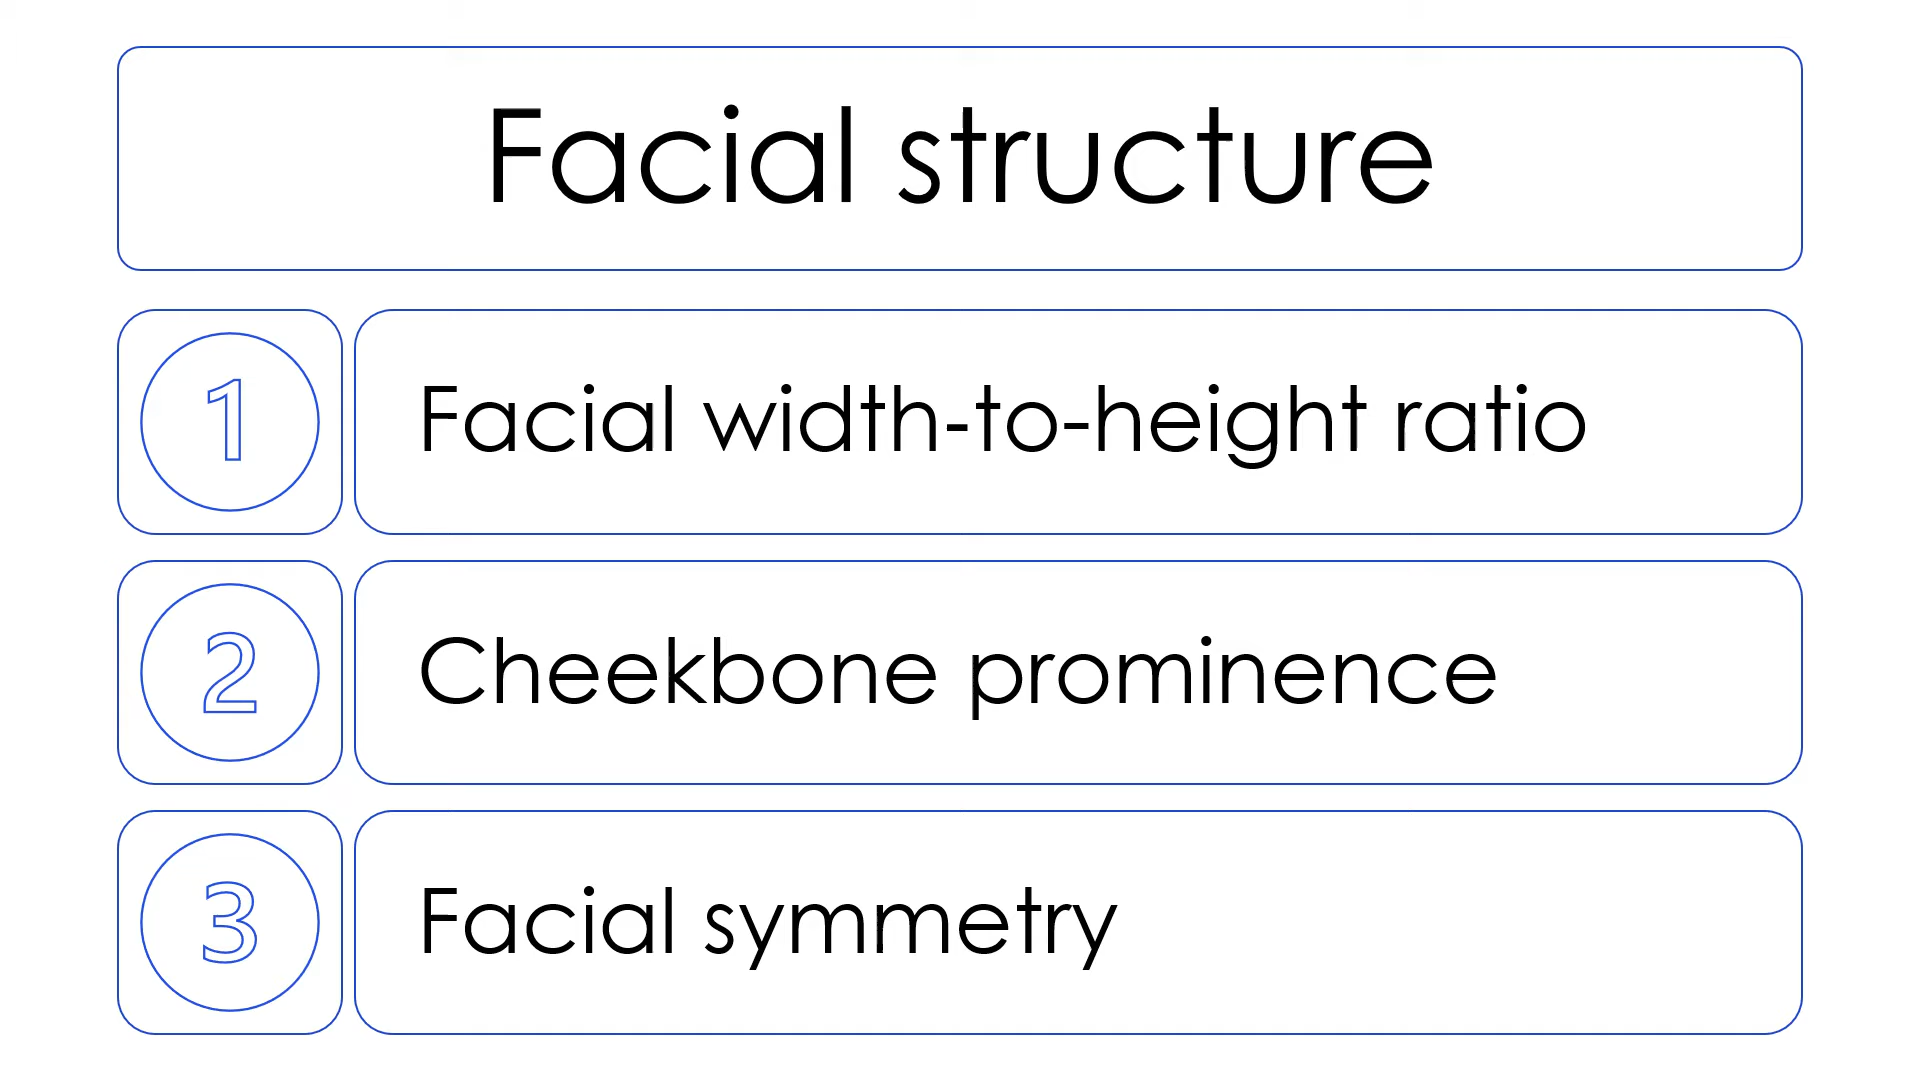 Facial structure
1
Facial width-to-height ratio
2
Cheekbone prominence
3
Facial symmetry